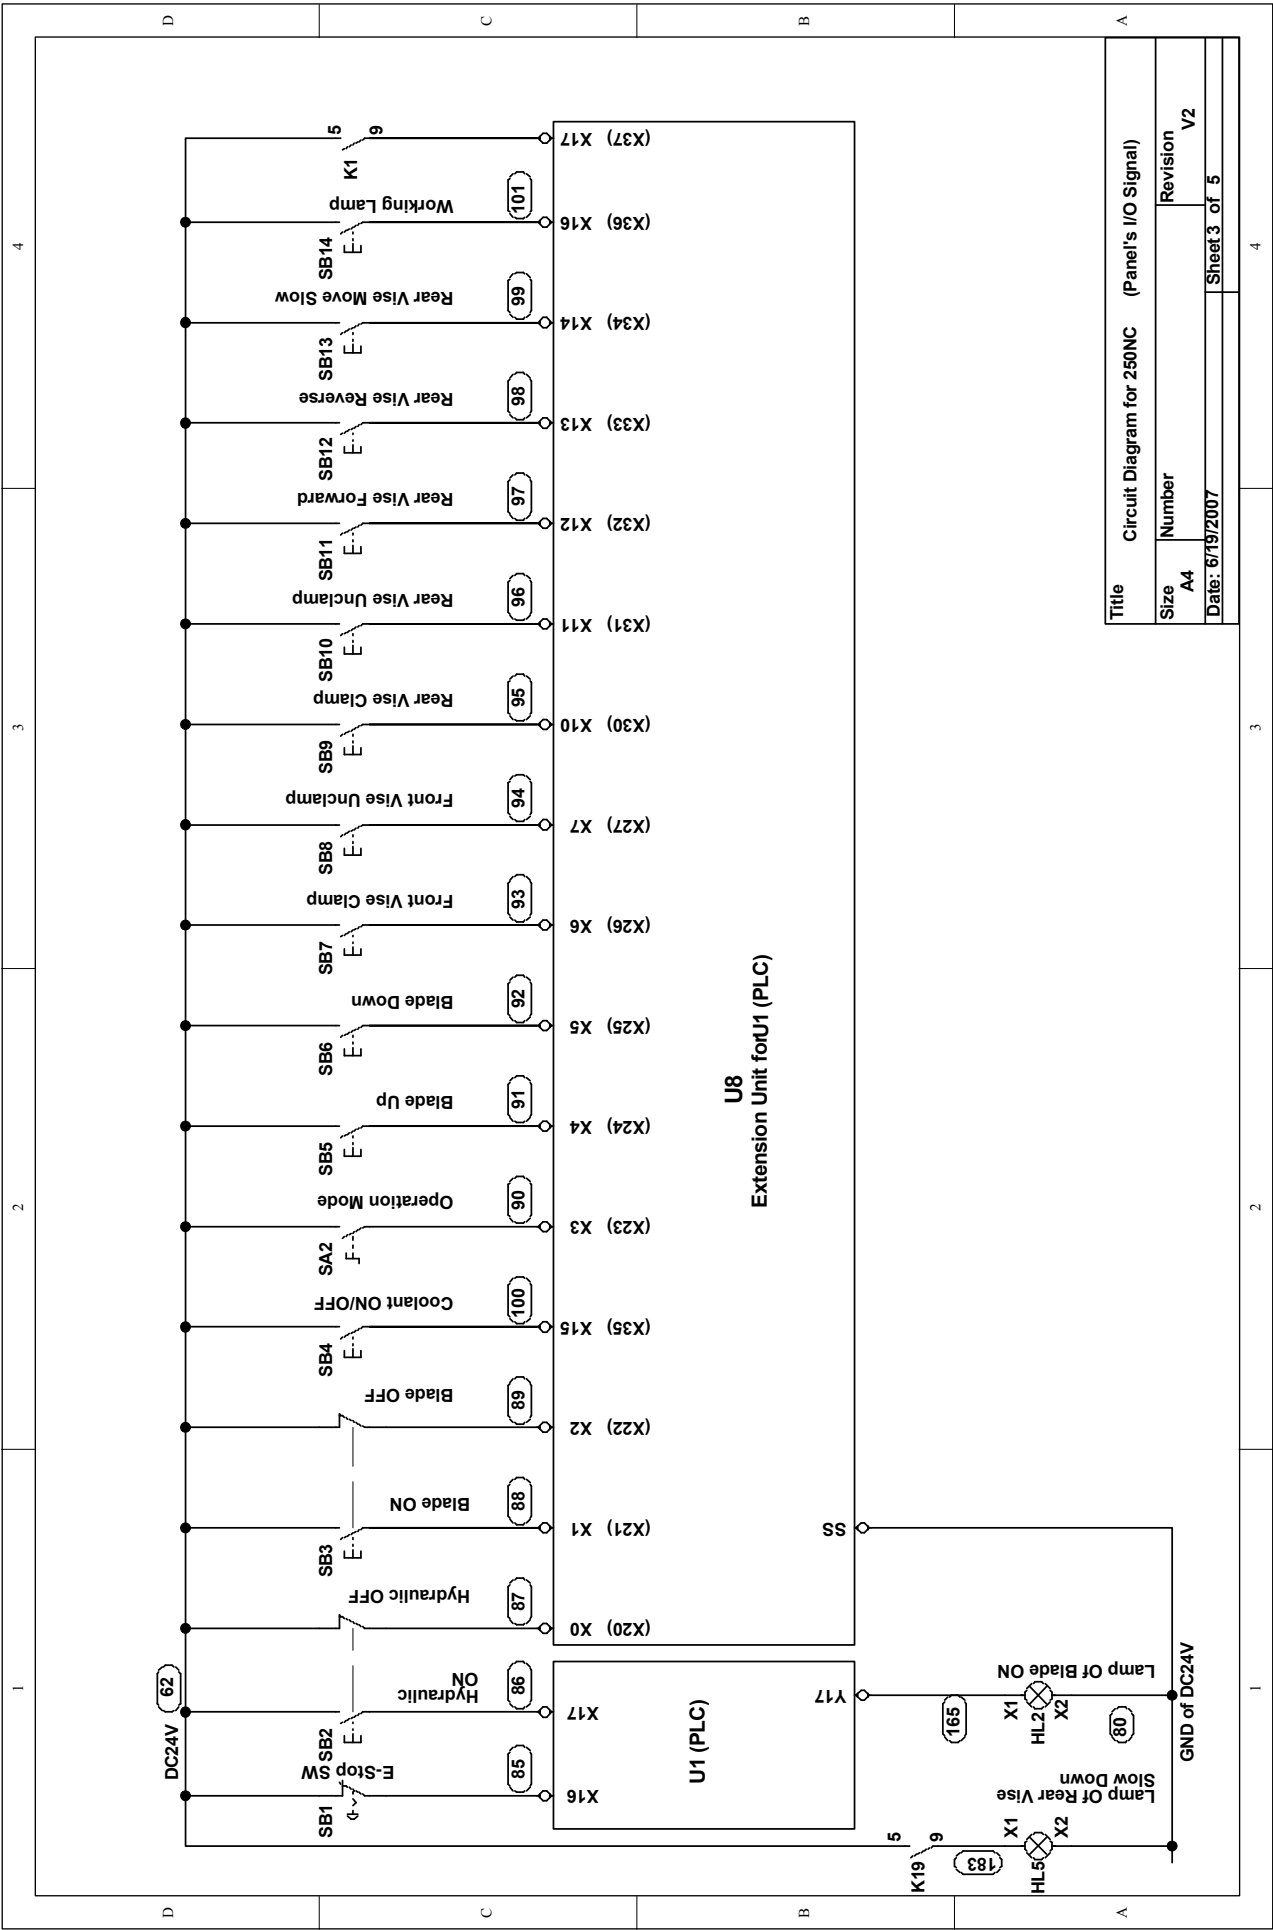 1
2
3
4
D
C
B
A
DC24V
62
SB1
E-Stop SW
85
X16
SB2
Hydraulic
ON
86
X17
U1 (PLC)
Y17
Hydraulic OFF
87
X0 (X20)
SB3
Blade ON
88
X1 (X21)
Blade OFF
89
X2 (X22)
SB4
Coolant ON/OFF
100
X15 (X35)
SA2
Operation Mode
90
X3 (X23)
SB5
Blade Up
91
X4 (X24)
SB6
Blade Down
92
X5 (X25)
SB7
Front Vise Clamp
93
X6 (X26)
SB8
Front Vise Unclamp
94
X7 (X27)
SB9
Rear Vise Clamp
95
X10 (X30)
SB10
Rear Vise Unclamp
96
X11 (X31)
SB11
Rear Vise Forward
97
X12 (X32)
SB12
Rear Vise Reverse
98
X13 (X33)
SB13
Rear Vise Move Slow
99
X14 (X34)
SB14
Working Lamp
101
X16 (X36)
K1
5
9
X17 (X37)
U8
Extension Unit forU1 (PLC)
SS
K19
5
9
183
X1
HL5
X2
Lamp Of Rear Vise
Slow Down
165
X1
HL2
X2
Lamp Of Blade ON
80
GND of DC24V
Title
Circuit Diagram for 250NC (Panel's I/O Signal)
Size
A4
Number
Revision
V2
Date: 6/19/2007
Sheet3 of 5
1
2
3
4
D
C
B
A